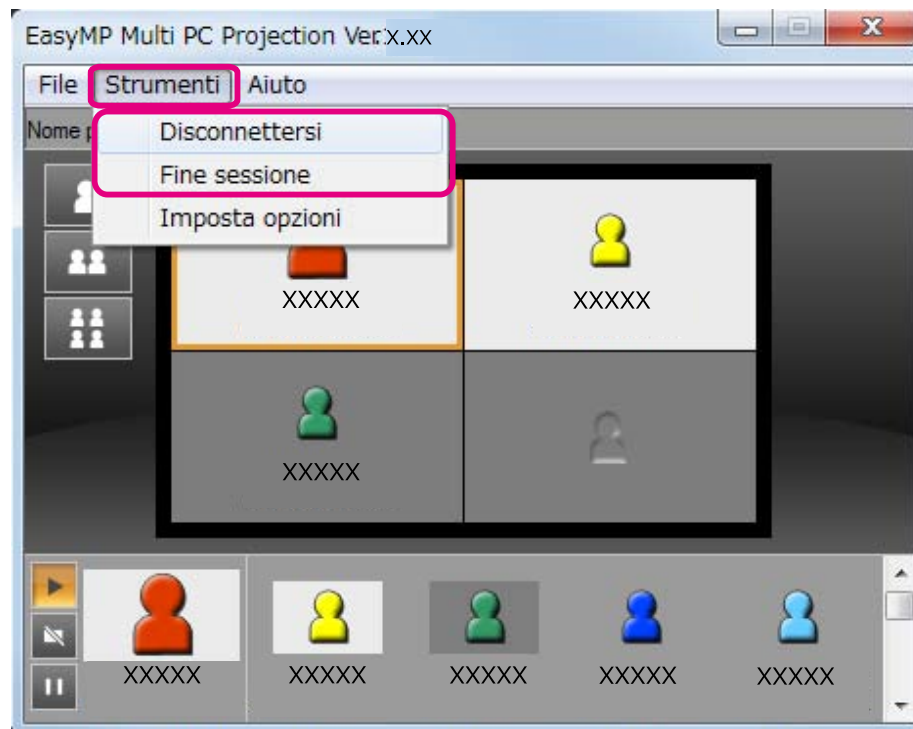 EasyMP Multi PC Projection Ver.x.xx
File Strumenti Aiuto
Nome p
Disconnettersi
Fine sessione
Imposta opzioni
XXXXX XXXXX
XXXXX
XXXXX XXXXX XXXXX XXXXX XXXXX